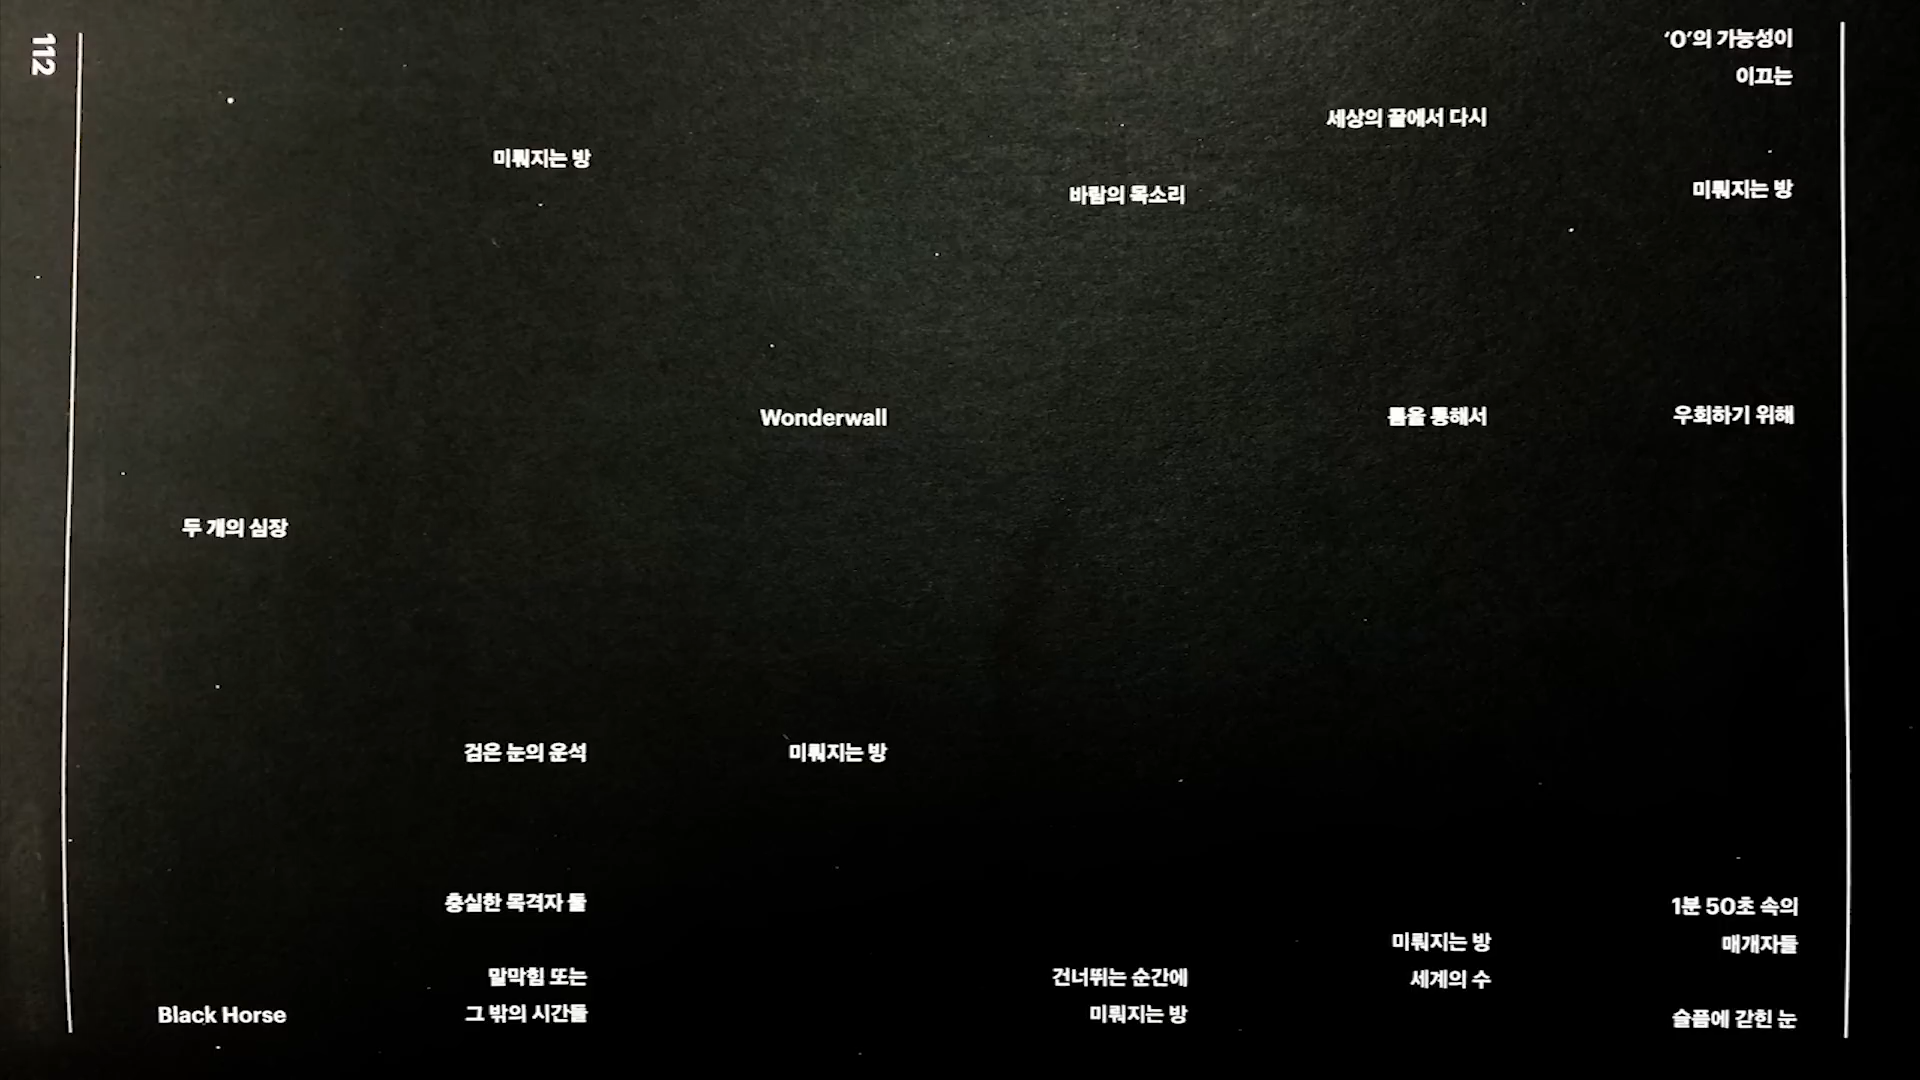 112
‘0’의 가능성이
이끄는
세상의 끝에서 다시
미뤄지는 방
바람의 목소리
미뤄지는 방
Wonderwall
틈을 통해서
우회하기 위해
두 개의 심장
검은 눈의 운석
미뤄지는 방
충실한 목격자 둘
1분 50초 속의
매개자들
미뤄지는 방
세계의 수
말막힘 또는
그 밖의 시간들
건너뛰는 순간에
미뤄지는 방
Black Horse
슬픔에 갇힌 눈